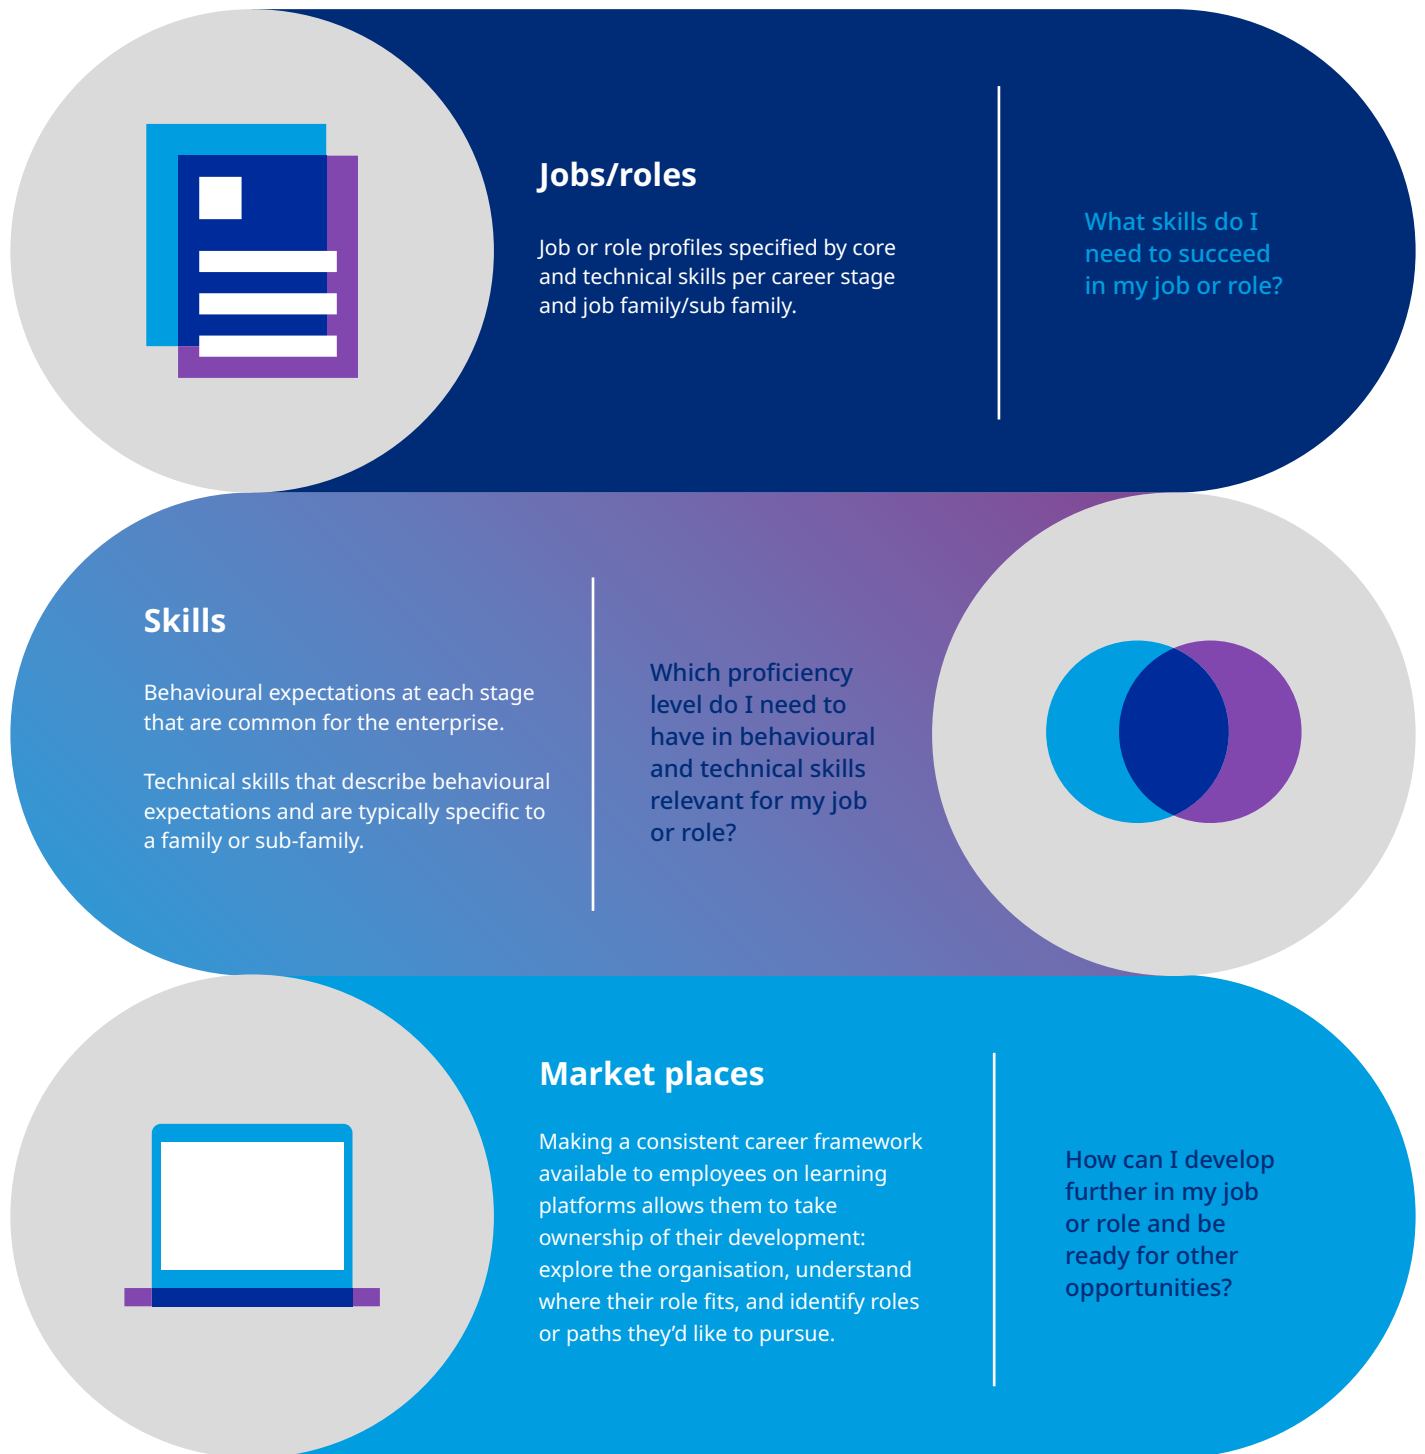 Jobs/roles
Job or role profiles specified by core
and technical skills per career stage
and job family/sub family.
What skills do I
need to succeed
in my job or role?
Skills
Behavioural expectations at each stage
that are common for the enterprise.
Technical skills that describe behavioural
expectations and are typically specific to
a family or sub-family.
Which proficiency
level do I need to
have in behavioural
and technical skills
relevant for my job
or role?
Market places
Making a consistent career framework
available to employees on learning
platforms allows them to take
ownership of their development:
explore the organisation, understand
where their role fits, and identify roles
or paths they’d like to pursue.
How can I develop
further in my job
or role and be
ready for other
opportunities?